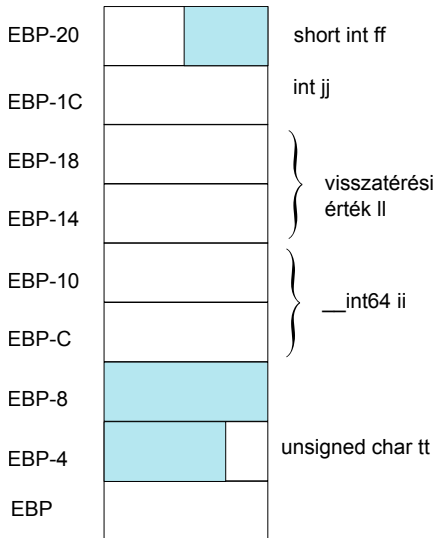 EBP-20 short int ff
EBP-1C int jj
EBP-18
visszatérési
EBP-14 érték ll
EBP-10
__int64 ii
EBP-C
EBP-8
EBP-4 unsigned char tt
EBP